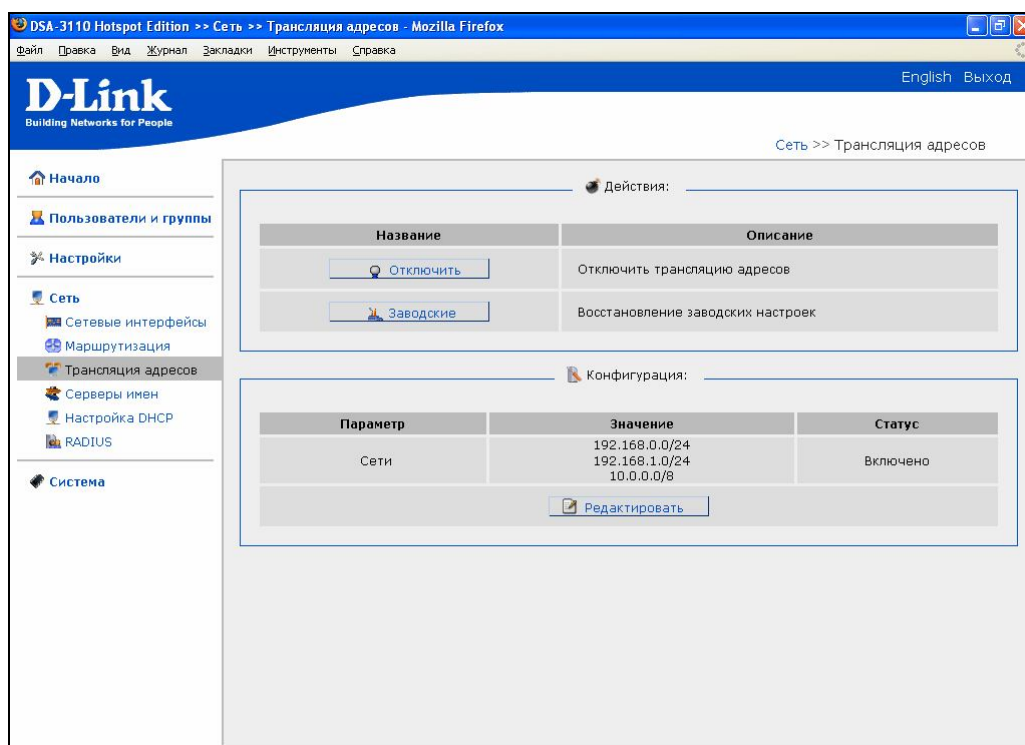 DSA-3110 Hotspot Edition >> Сеть >> Трансляция адресов - Mozilla Firefox
Файл Правка Вид Журнал Закладки Инструменты Справка
English Выход
D-Link
Building Networks for People
Сеть >> Трансляция адресов
Начало
Пользователи и группы
Настройки
Сеть
Сетевые интерфейсы
Маршрутизация
Трансляция адресов
Серверы имен
Настройка DHCP
RADIUS
Система
Действия:
Название Описание
Отключить Отключить трансляцию адресов
Заводские Восстановление заводских настроек
Конфигурация:
Параметр Значение Статус
Сети 192.168.0.0/24
192.168.1.0/24 Включено
10.0.0.0/8
Редактировать